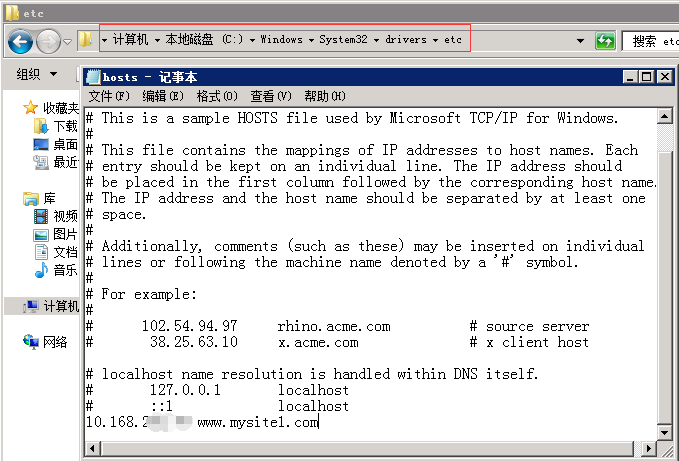 etc
计算机 本地磁盘 (C:) Windows System32 drivers etc
搜索 etc
组织
hosts - 记事本
文件(F) 编辑(E) 格式(O) 查看(V) 帮助(H)
收藏夹
下载
桌面
最近
库
视频
图片
文档
音乐
计算机
网络
# This is a sample HOSTS file used by Microsoft TCP/IP for Windows.
#
# This file contains the mappings of IP addresses to host names. Each
# entry should be kept on an individual line. The IP address should
# be placed in the first column followed by the corresponding host name.
# The IP address and the host name should be separated by at least one
# space.
#
# Additionally, comments (such as these) may be inserted on individual
# lines or following the machine name denoted by a '#' symbol.
#
# For example:
#
# 102.54.94.97 rhino.acme.com # source server
# 38.25.63.10 x.acme.com # x client host
# localhost name resolution is handled within DNS itself.
# 127.0.0.1 localhost
# ::1 localhost
10.168.2 www.mysite1.com